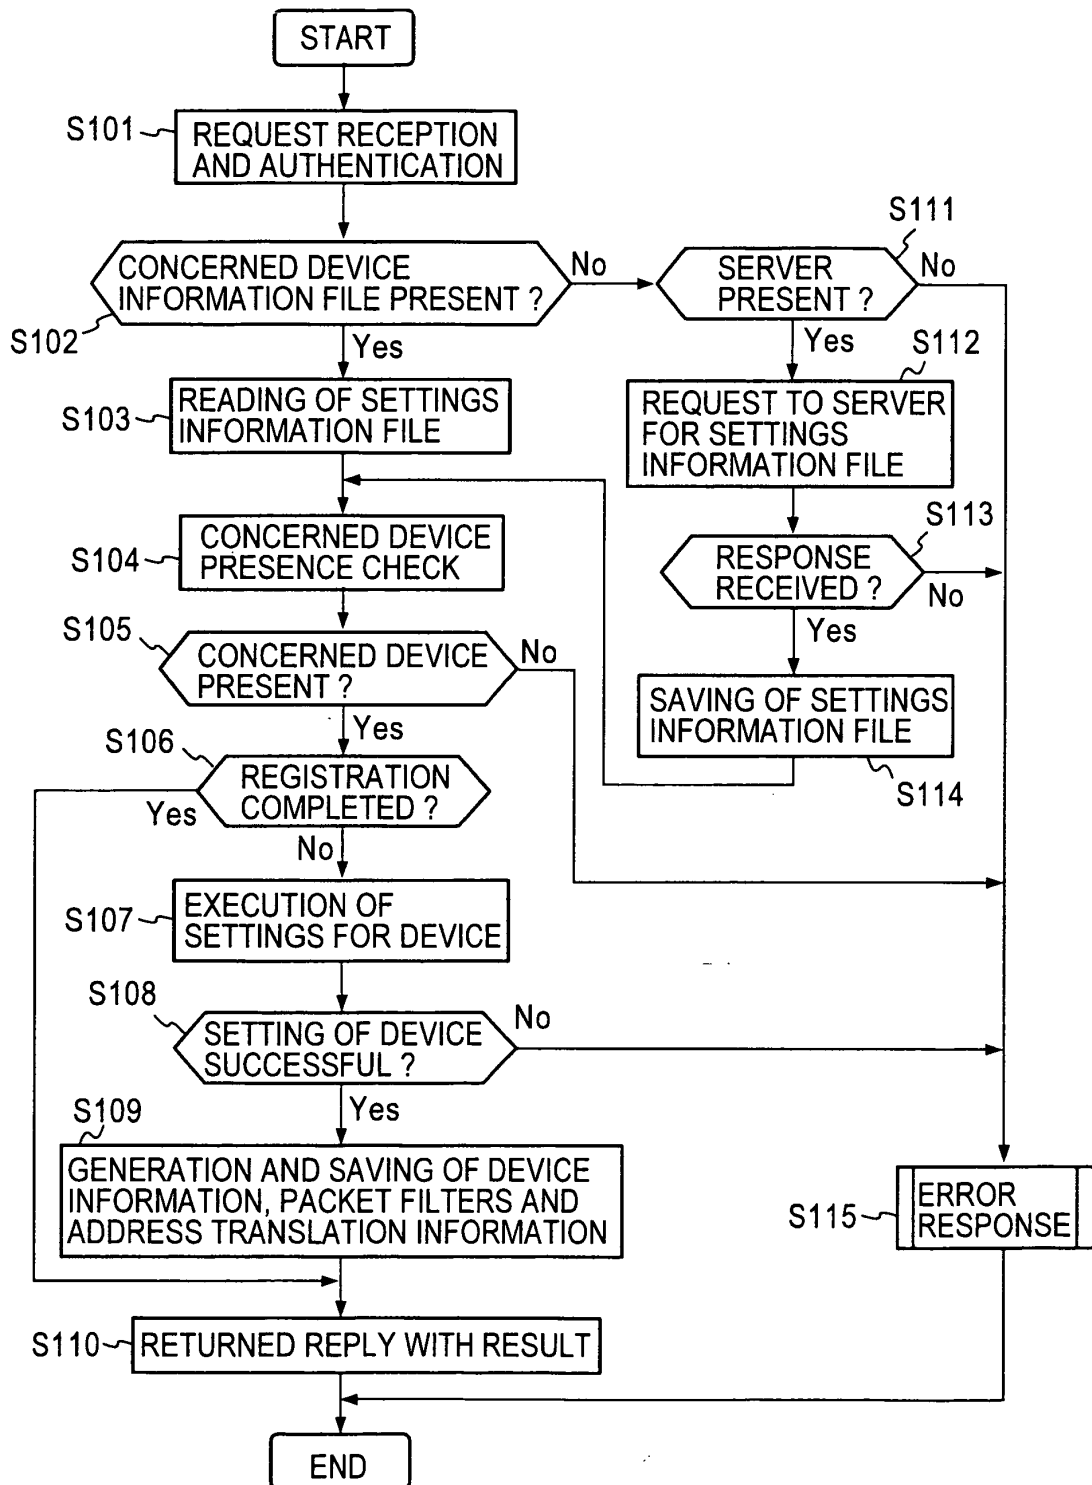 START
S101
REQUEST RECEPTION
AND AUTHENTICATION
S102
CONCERNED DEVICE
INFORMATION FILE PRESENT ?
No
Yes
S111
SERVER
PRESENT ?
No
Yes
S103
READING OF SETTINGS
INFORMATION FILE
S112
REQUEST TO SERVER
FOR SETTINGS
INFORMATION FILE
S104
CONCERNED DEVICE
PRESENCE CHECK
S113
RESPONSE
RECEIVED ?
No
Yes
S105
CONCERNED DEVICE
PRESENT ?
No
Yes
SAVING OF SETTINGS
INFORMATION FILE
S114
S106
REGISTRATION
COMPLETED ?
Yes
No
S107
EXECUTION OF
SETTINGS FOR DEVICE
S108
SETTING OF DEVICE
SUCCESSFUL ?
No
Yes
S109
GENERATION AND SAVING OF DEVICE
INFORMATION, PACKET FILTERS AND
ADDRESS TRANSLATION INFORMATION
S115
ERROR
RESPONSE
S110
RETURNED REPLY WITH RESULT
END